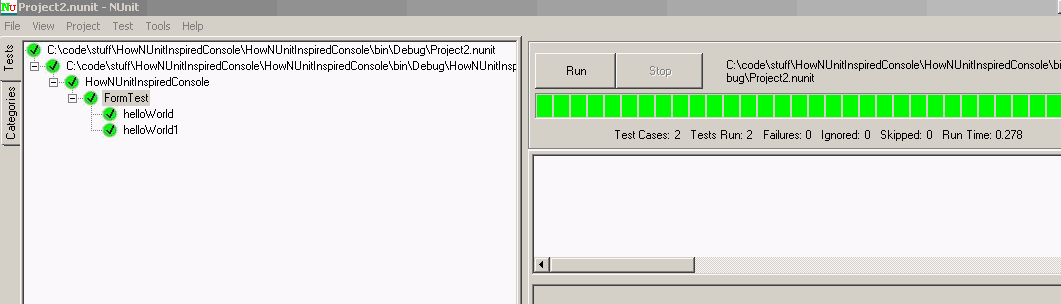 Nu Project2.nunit - NUnit
File View Project Test Tools Help
Tests
Categories
C:\code\stuff\HowNUnitInspiredConsole\HowNUnitInspiredConsole\bin\Debug\Project2.nunit
C:\code\stuff\HowNUnitInspiredConsole\HowNUnitInspiredConsole\bin\Debug\HowNUnitInsp
HowNUnitInspiredConsole
FormTest
helloWorld
helloWorld1
Run
Stop
C:\code\stuff\HowNUnitInspiredConsole\HowNUnitInspiredConsole\bi
bug\Project2.nunit
Test Cases: 2 Tests Run: 2 Failures: 0 Ignored: 0 Skipped: 0 Run Time: 0.278